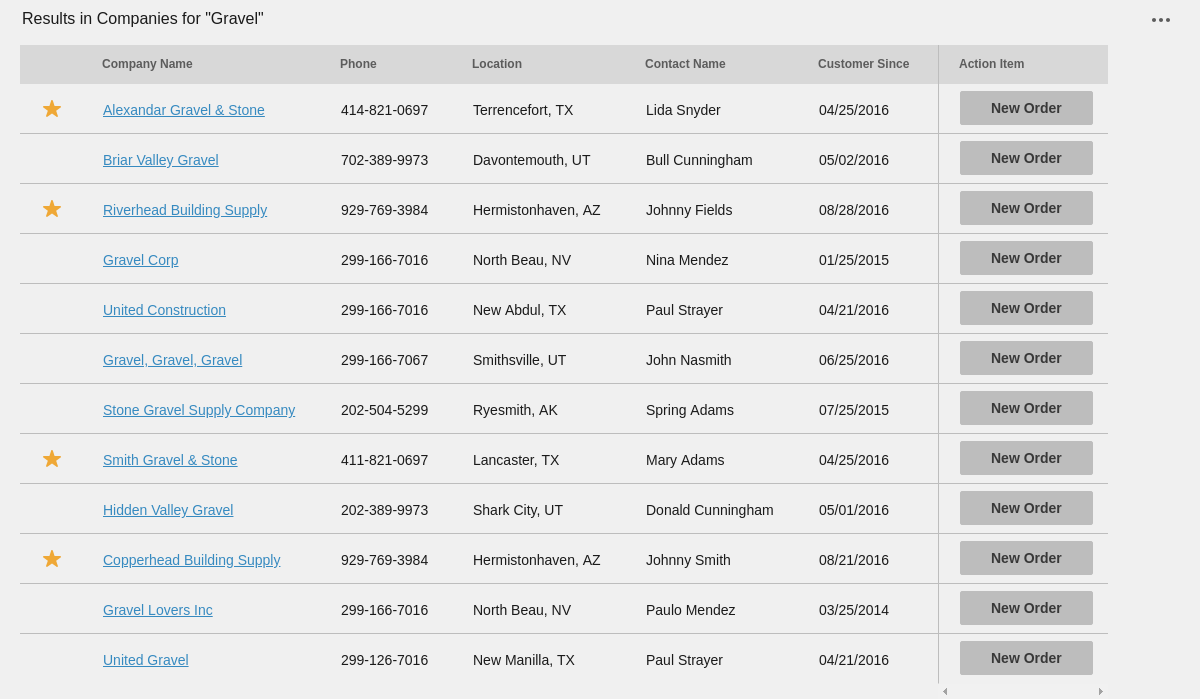 Results in Companies for "Gravel"
Company Name Phone Location Contact Name Customer Since Action Item
Alexandar Gravel & Stone 414-821-0697 Terrencefort, TX Lida Snyder 04/25/2016 New Order
Briar Valley Gravel 702-389-9973 Davontemouth, UT Bull Cunningham 05/02/2016 New Order
Riverhead Building Supply 929-769-3984 Hermistonhaven, AZ Johnny Fields 08/28/2016 New Order
Gravel Corp 299-166-7016 North Beau, NV Nina Mendez 01/25/2015 New Order
United Construction 299-166-7016 New Abdul, TX Paul Strayer 04/21/2016 New Order
Gravel, Gravel, Gravel 299-166-7067 Smithsville, UT John Nasmith 06/25/2016 New Order
Stone Gravel Supply Company 202-504-5299 Ryesmith, AK Spring Adams 07/25/2015 New Order
Smith Gravel & Stone 411-821-0697 Lancaster, TX Mary Adams 04/25/2016 New Order
Hidden Valley Gravel 202-389-9973 Shark City, UT Donald Cunningham 05/01/2016 New Order
Copperhead Building Supply 929-769-3984 Hermistonhaven, AZ Johnny Smith 08/21/2016 New Order
Gravel Lovers Inc 299-166-7016 North Beau, NV Paulo Mendez 03/25/2014 New Order
United Gravel 299-126-7016 New Manilla, TX Paul Strayer 04/21/2016 New Order